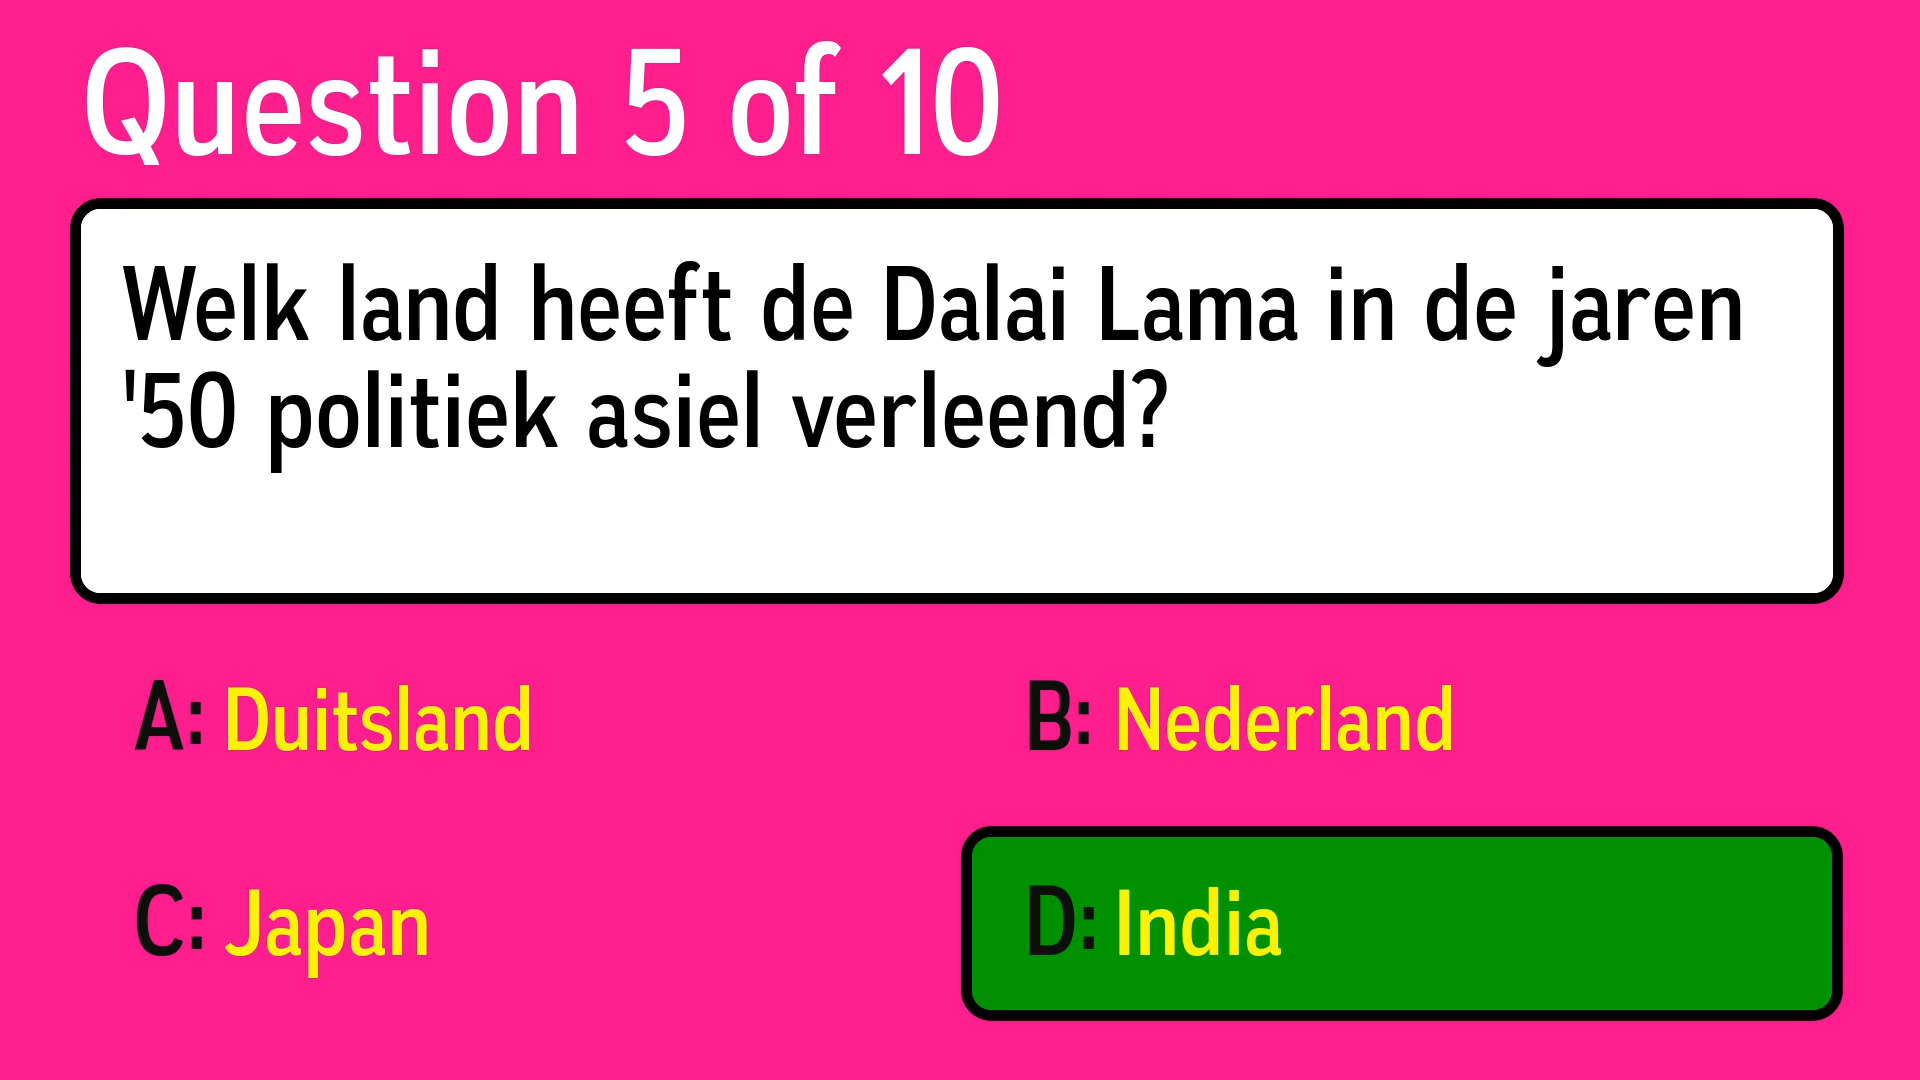 Question 5 of 10
Welk land heeft de Dalai Lama in de jaren
'50 politiek asiel verleend?
A: Duitsland
B: Nederland
C: Japan
D: India